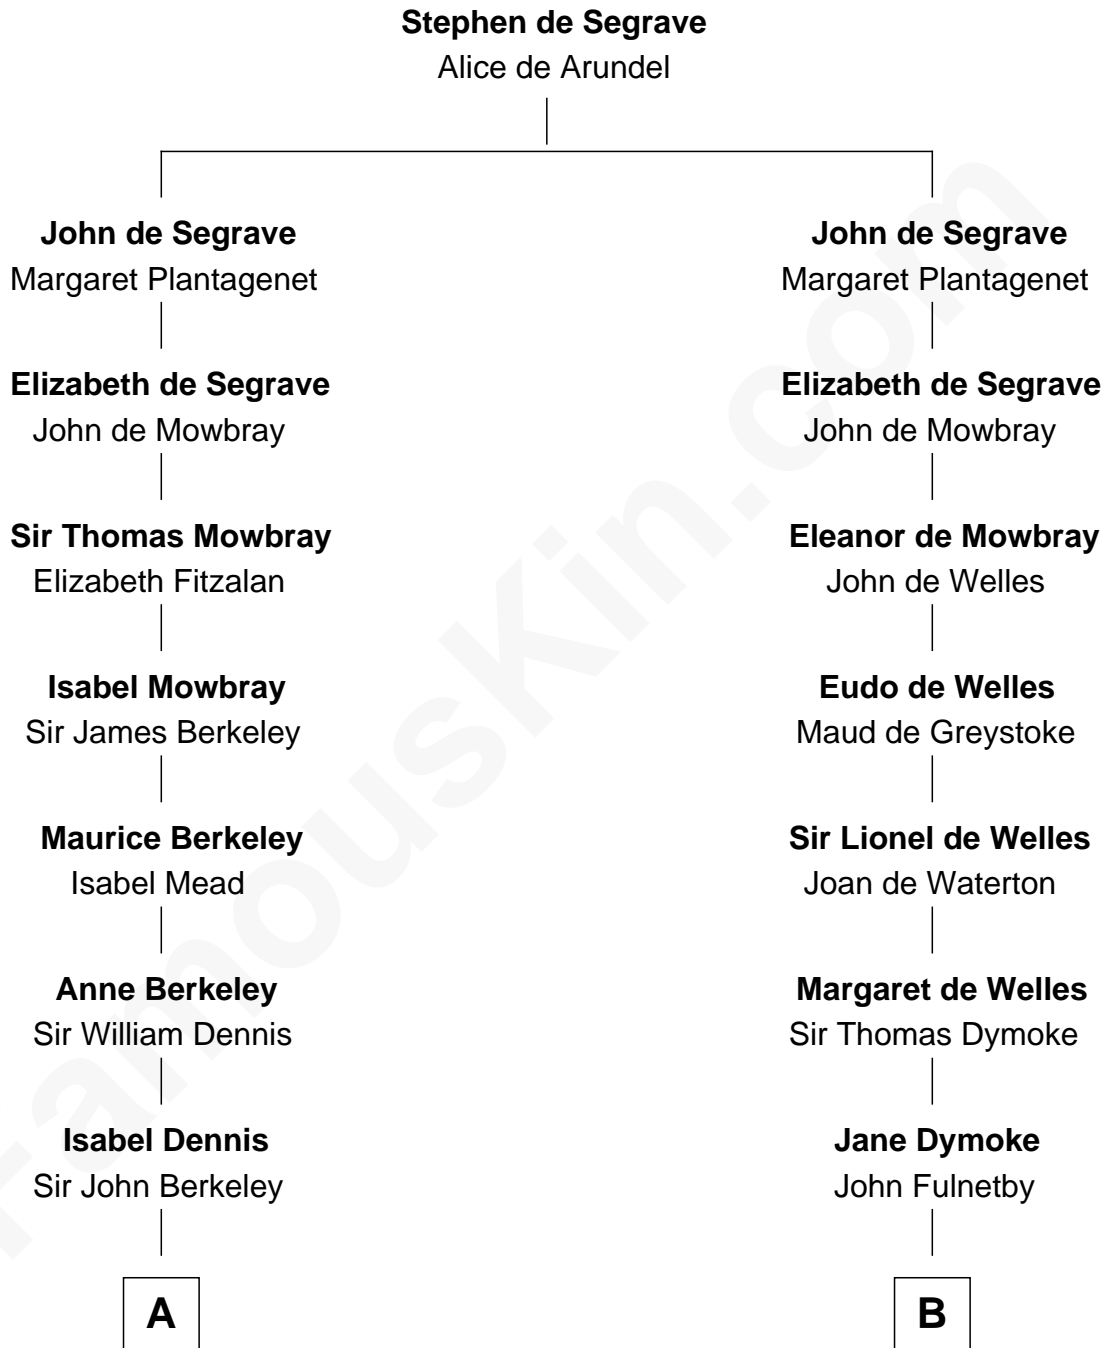 Stephen de Segrave
Alice de Arundel
John de Segrave
Margaret Plantagenet
Elizabeth de Segrave
John de Mowbray
Sir Thomas Mowbray
Elizabeth Fitzalan
Isabel Mowbray
Sir James Berkeley
Maurice Berkeley
Isabel Mead
Anne Berkeley
Sir William Dennis
Isabel Dennis
Sir John Berkeley
A
John de Segrave
Margaret Plantagenet
Elizabeth de Segrave
John de Mowbray
Eleanor de Mowbray
John de Welles
Eudo de Welles
Maud de Greystoke
Sir Lionel de Welles
Joan de Waterton
Margaret de Welles
Sir Thomas Dymoke
Jane Dymoke
John Fulnetby
B
FamousKin.com